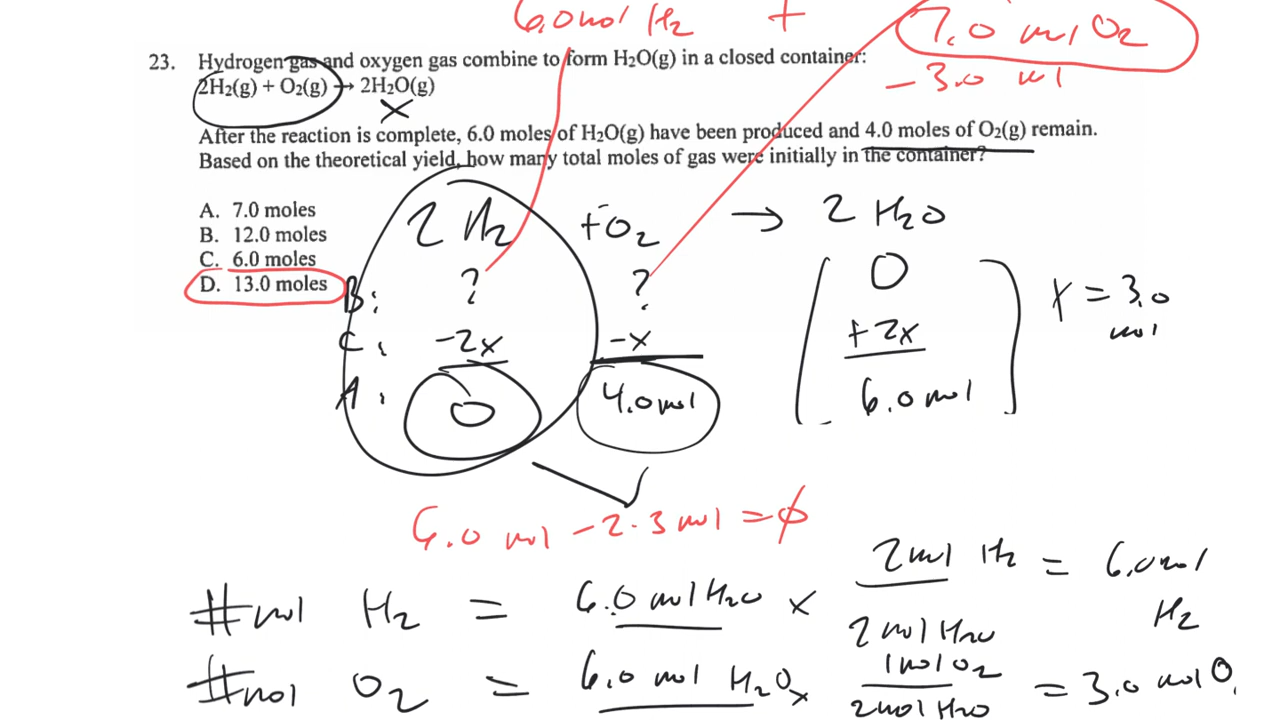 6.0 mol H2 + 7.0 mol O2
- 3.0 mol
23. Hydrogen gas and oxygen gas combine to form H₂O(g) in a closed container:
2H₂(g) + O₂(g) → 2H₂O(g)
x
After the reaction is complete, 6.0 moles of H₂O(g) have been produced and 4.0 moles of O₂(g) remain.
Based on the theoretical yield, how many total moles of gas were initially in the container?
A. 7.0 moles
B. 12.0 moles
C. 6.0 moles
D. 13.0 moles
2 H2 + O2 → 2 H2O
B: ? ? 0
C: -2x -x +2x
A: 0 4.0 mol 6.0 mol
x = 3.0 mol
6.0 mol - 2·3 mol = ϕ
#mol H2 = 6.0 mol H2O x 2 mol H2 / 2 mol H2O = 6.0 mol H2
#mol O2 = 6.0 mol H2O x 1 mol O2 / 2 mol H2O = 3.0 mol O2